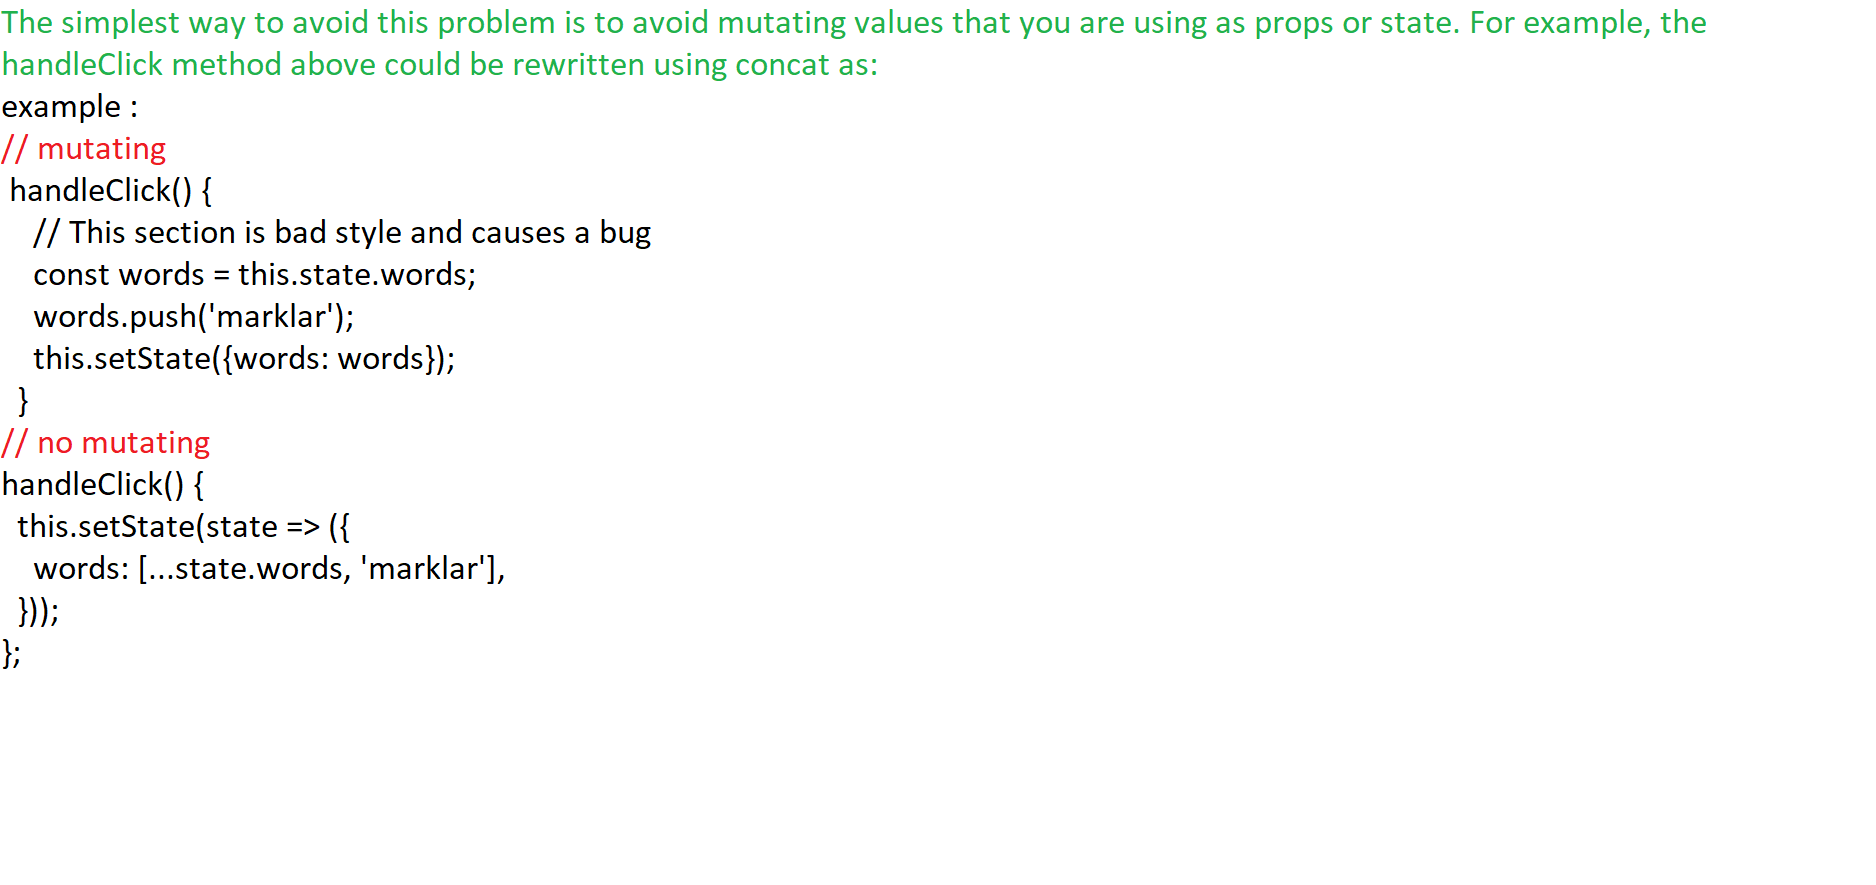 The simplest way to avoid this problem is to avoid mutating values that you are using as props or state. For example, the
handleClick method above could be rewritten using concat as:
example :
// mutating
handleClick() {
// This section is bad style and causes a bug
const words = this.state.words;
words.push('marklar');
this.setState({words: words});
}
// no mutating
handleClick() {
this.setState(state => ({
words: [...state.words, 'marklar'],
}));
};